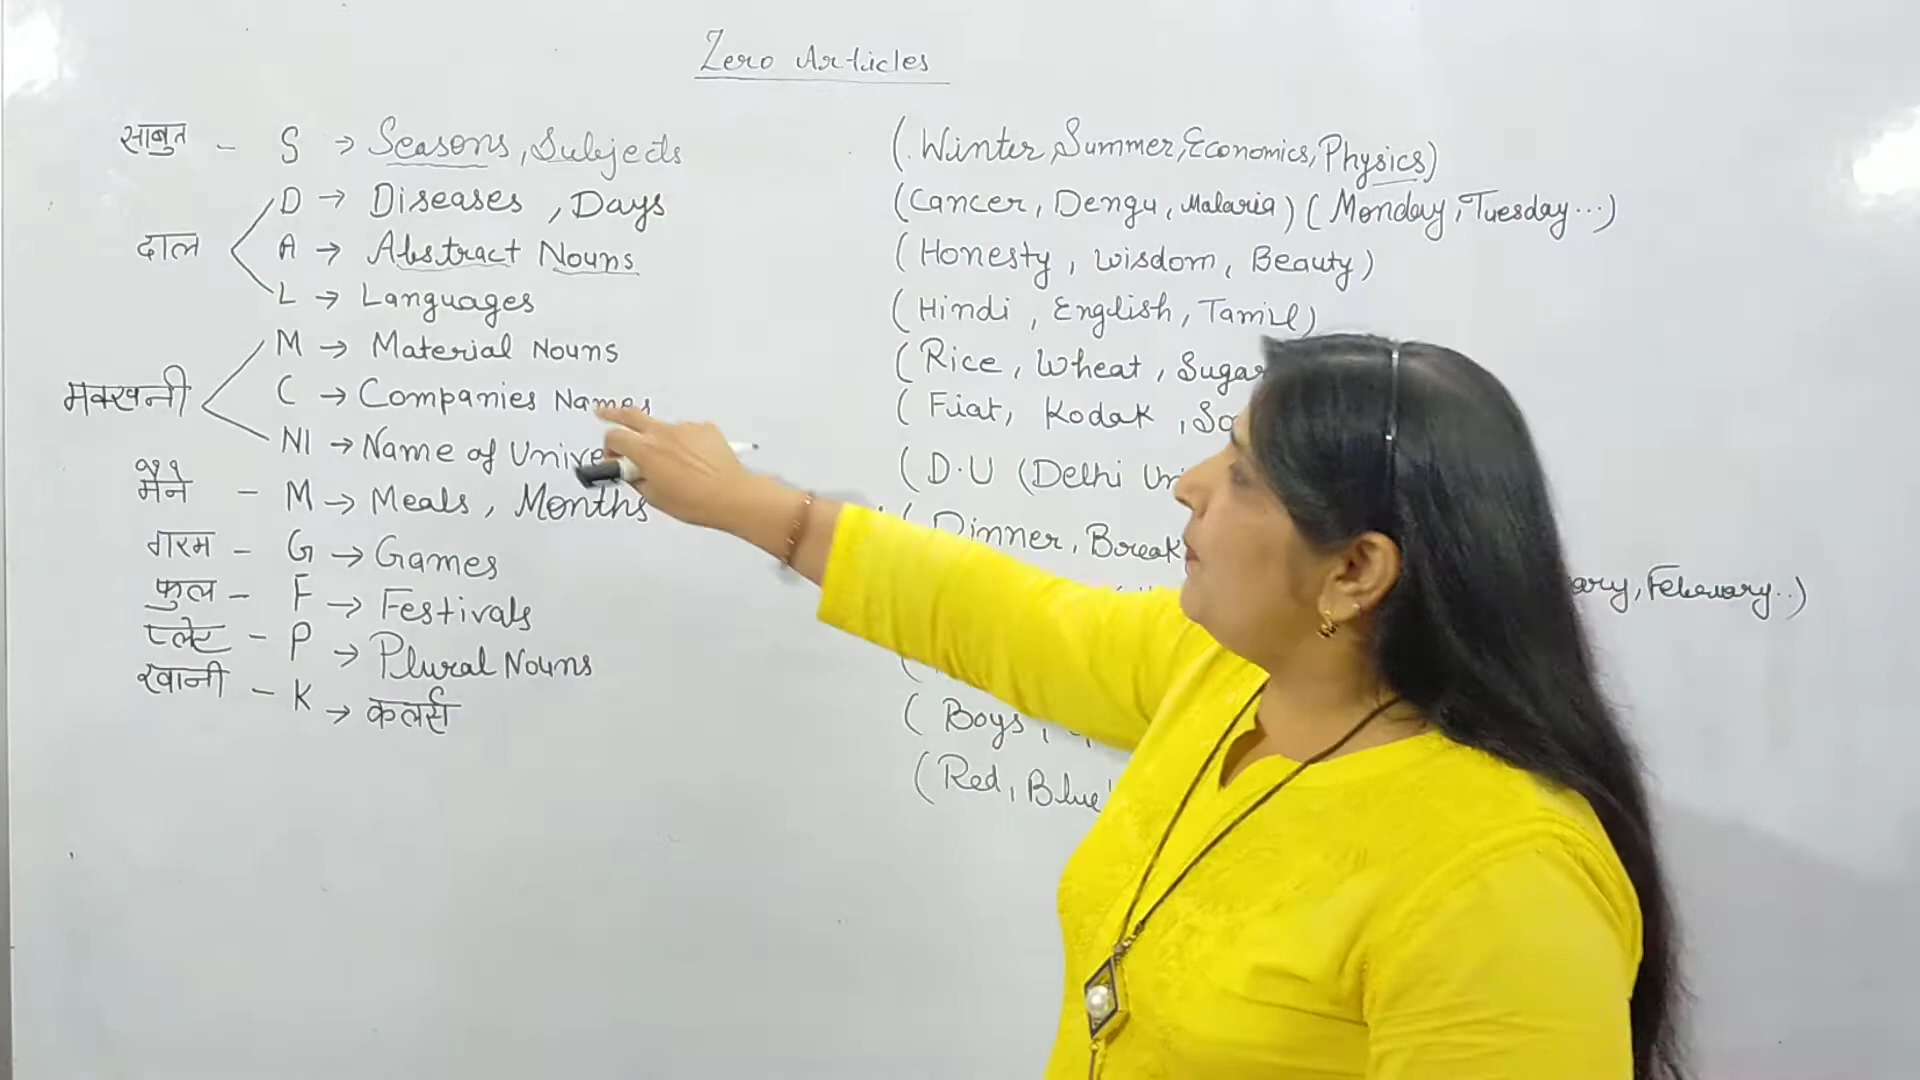 Zero Articles
साबुत - S → Seasons, Subjects (Winter, Summer, Economics, Physics)
D → Diseases, Days (Cancer, Dengu, Malaria) (Monday, Tuesday...)
दाल A → Abstract Nouns (Honesty, Wisdom, Beauty)
L → Languages (Hindi, English, Tamil)
M → Material Nouns (Rice, Wheat, Sugar
मक्खनी C → Companies Names (Fiat, Kodak,
NI → Name of (D.U (Delhi
मैने - M → Meals, Months (Dinner,
गरम - G → Games
फुल - F → Festivals February..)
प्लेट - P → Plural Nouns (Boys,
खानी - K → कलर्स (Red, Blue